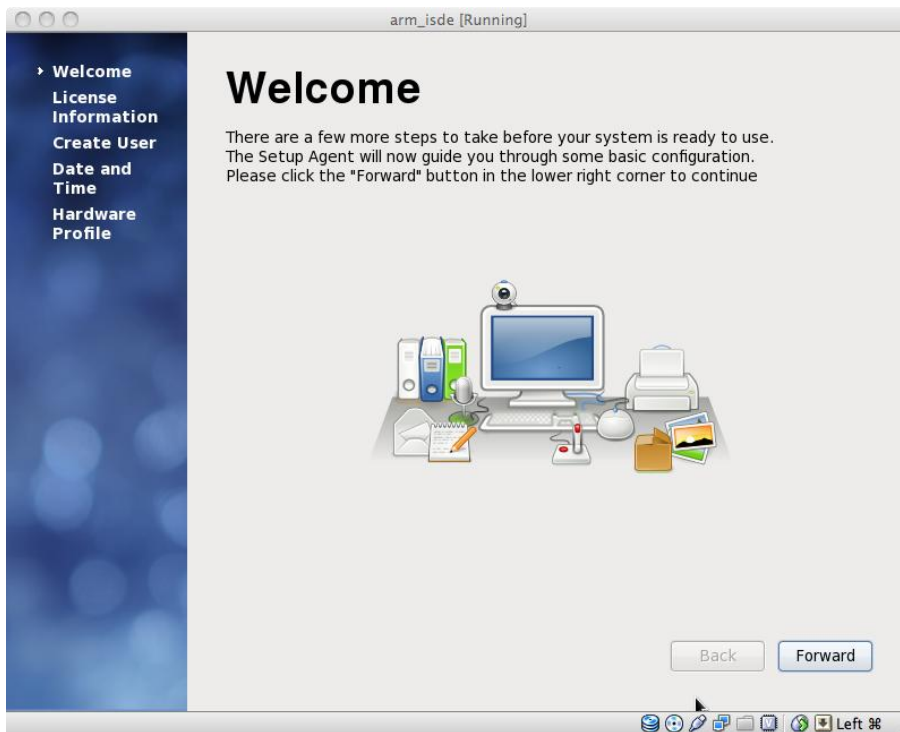 arm_isde [Running]
Welcome
License
Information
Create User
Date and
Time
Hardware
Profile
Welcome
There are a few more steps to take before your system is ready to use.
The Setup Agent will now guide you through some basic configuration.
Please click the "Forward" button in the lower right corner to continue
Back
Forward
Left ⌘